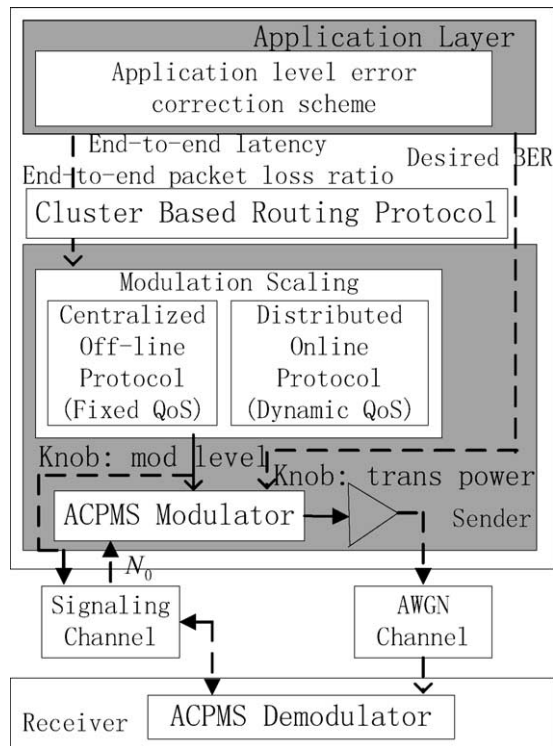 Application Layer
Application level error
correction scheme
End-to-end latency
Desired BER
End-to-end packet loss ratio
Cluster Based Routing Protocol
Modulation Scaling
Centralized
Off-line
Protocol
(Fixed QoS)
Distributed
Online
Protocol
(Dynamic QoS)
Knob: mod level
Knob: trans power
ACPMS Modulator
Sender
N₀
Signaling
Channel
AWGN
Channel
Receiver
ACPMS Demodulator